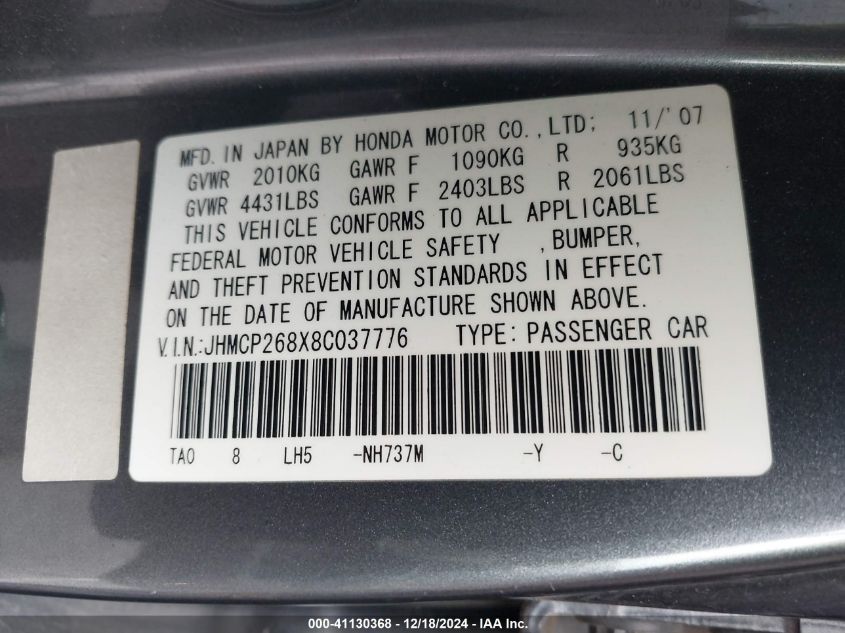 MFD. IN JAPAN BY HONDA MOTOR CO.,LTD; 11/'07
GVWR 2010KG GAWR F 1090KG R 935KG
GVWR 4431LBS GAWR F 2403LBS R 2061LBS
THIS VEHICLE CONFORMS TO ALL APPLICABLE
FEDERAL MOTOR VEHICLE SAFETY , BUMPER,
AND THEFT PREVENTION STANDARDS IN EFFECT
ON THE DATE OF MANUFACTURE SHOWN ABOVE.
V.I.N.:JHMCP268X8C037776 TYPE: PASSENGER CAR
TA0 8 LH5 -NH737M -Y -C
000-41130368 - 12/18/2024 - IAA Inc.